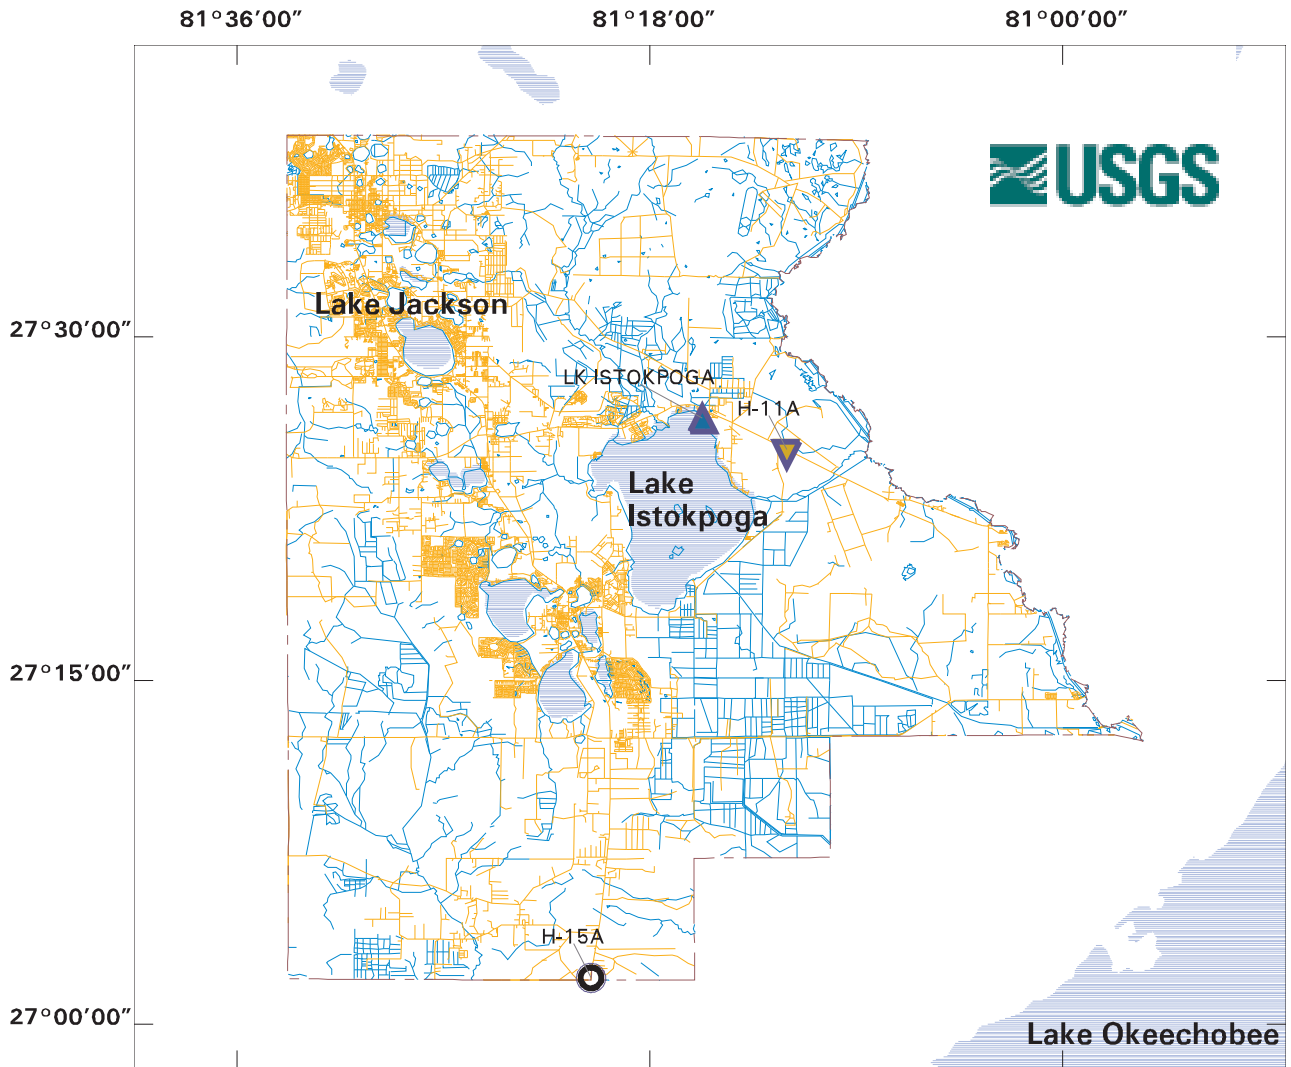 81°36'00"
81°18'00"
81°00'00"
USGS
Lake Jackson
27°30'00"
LK ISTOKPOGA
H-11A
Lake
Istokpoga
27°15'00"
H-15A
27°00'00"
Lake Okeechobee